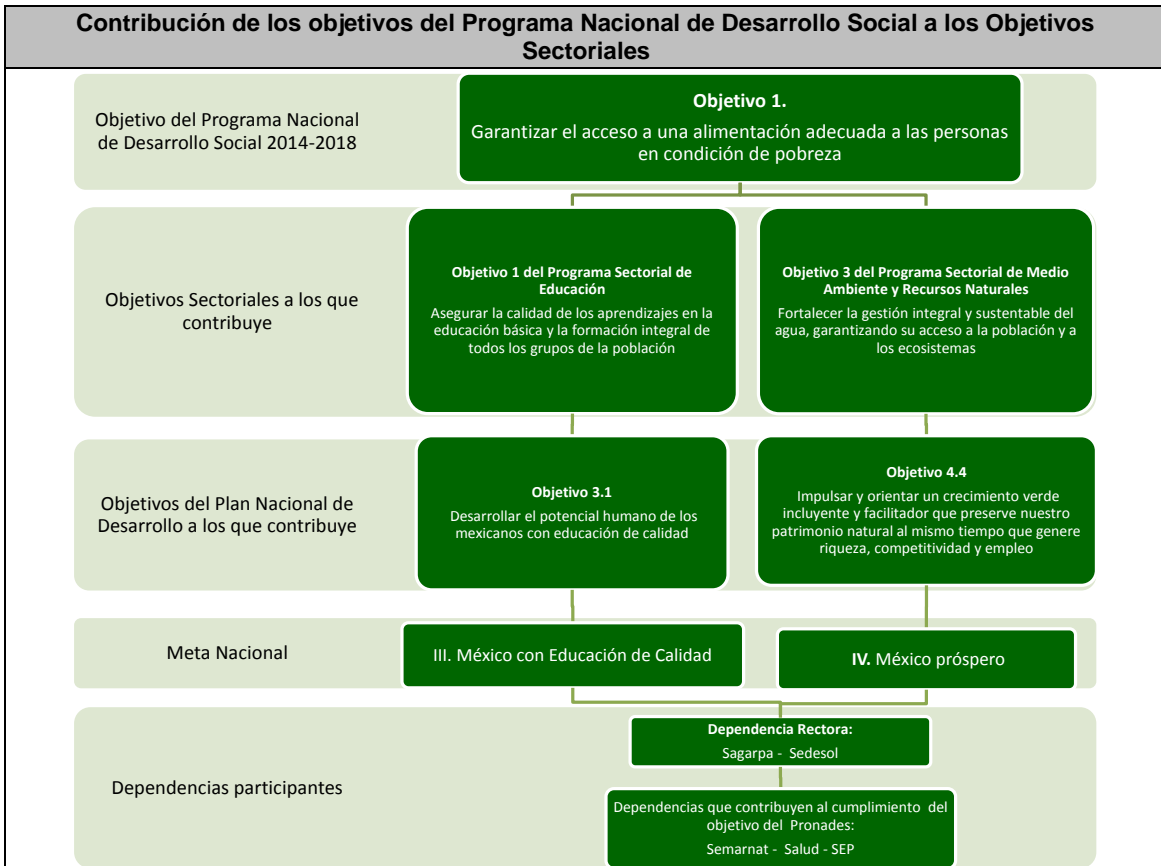 Contribución de los objetivos del Programa Nacional de Desarrollo Social a los Objetivos
Sectoriales
Objetivo del Programa Nacional
de Desarrollo Social 2014-2018
Objetivo 1.
Garantizar el acceso a una alimentación adecuada a las personas
en condición de pobreza
Objetivos Sectoriales a los que
contribuye
Objetivo 1 del Programa Sectorial de
Educación
Asegurar la calidad de los aprendizajes en la
educación básica y la formación integral de
todos los grupos de la población
Objetivo 3 del Programa Sectorial de Medio
Ambiente y Recursos Naturales
Fortalecer la gestión integral y sustentable del
agua, garantizando su acceso a la población y a
los ecosistemas
Objetivos del Plan Nacional de
Desarrollo a los que contribuye
Objetivo 3.1
Desarrollar el potencial humano de los
mexicanos con educación de calidad
Objetivo 4.4
Impulsar y orientar un crecimiento verde
incluyente y facilitador que preserve nuestro
patrimonio natural al mismo tiempo que genere
riqueza, competitividad y empleo
Meta Nacional
III. México con Educación de Calidad
IV. México próspero
Dependencias participantes
Dependencia Rectora:
Sagarpa - Sedesol
Dependencias que contribuyen al cumplimiento del
objetivo del Pronades:
Semarnat - Salud - SEP